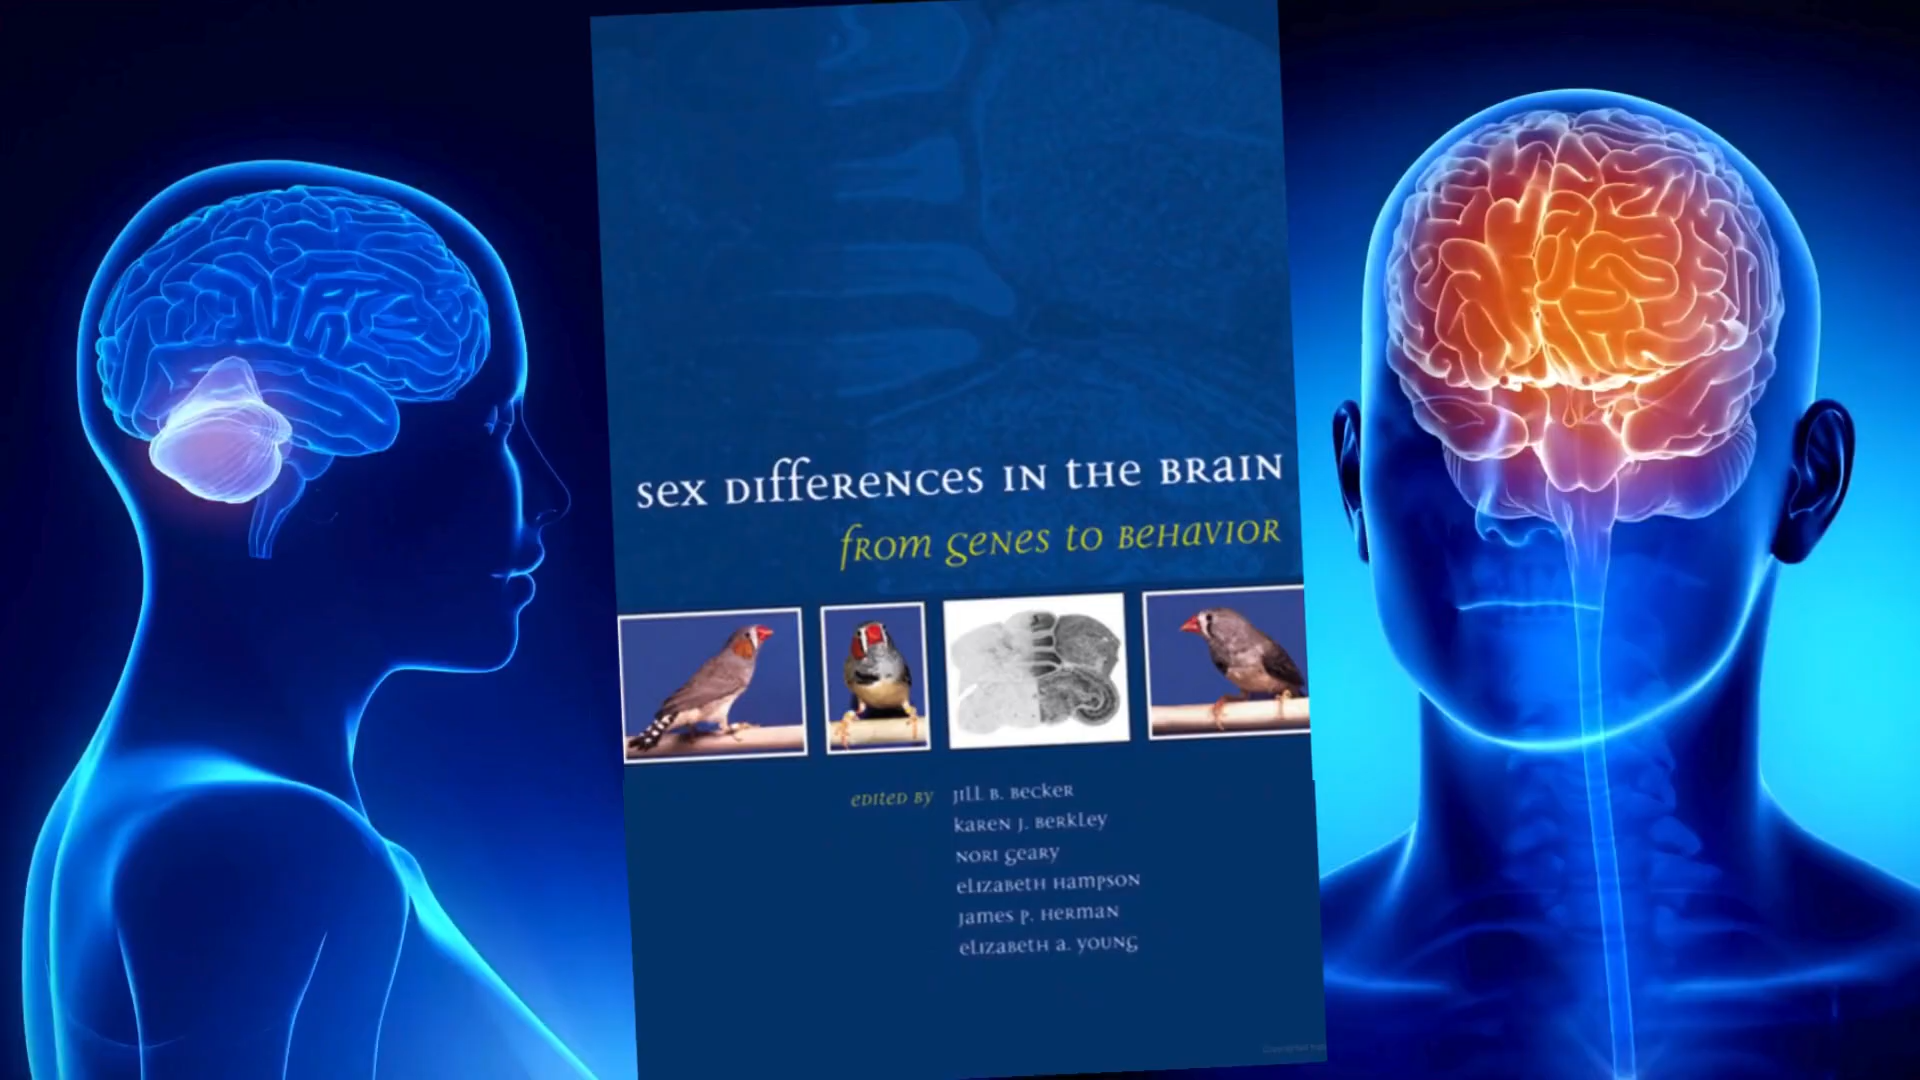 sex differences in the brain
from genes to behavior
edited by Jill B. Becker
Karen J. Berkley
Nori Geary
Elizabeth Hampson
James P. Herman
Elizabeth A. Young